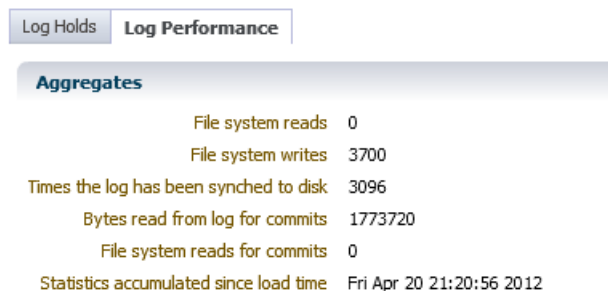 Log Holds Log Performance
Aggregates
File system reads 0
File system writes 3700
Times the log has been synched to disk 3096
Bytes read from log for commits 1773720
File system reads for commits 0
Statistics accumulated since load time Fri Apr 20 21:20:56 2012